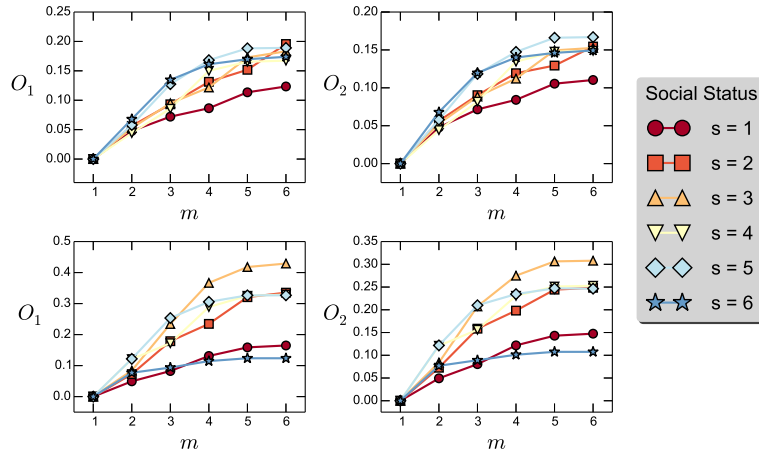 0.25
0.20
0.15
0.10
0.05
0.00
O1
1 2 3 4 5 6
m
0.20
0.15
0.10
0.05
0.00
O2
1 2 3 4 5 6
m
0.5
0.4
0.3
0.2
0.1
0.0
O1
1 2 3 4 5 6
m
0.35
0.30
0.25
0.20
0.15
0.10
0.05
0.00
O2
1 2 3 4 5 6
m
Social Status
s = 1
s = 2
s = 3
s = 4
s = 5
s = 6